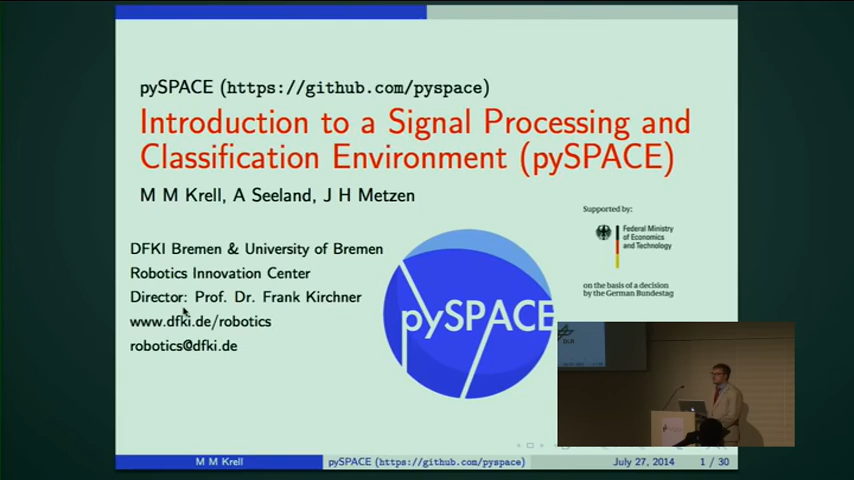 pySPACE (https://github.com/pyspace)
Introduction to a Signal Processing and
Classification Environment (pySPACE)
M M Krell, A Seeland, J H Metzen
DFKI Bremen & University of Bremen
Robotics Innovation Center
Director: Prof. Dr. Frank Kirchner
www.dfki.de/robotics
robotics@dfki.de
pySPACE
Supported by:
Federal Ministry
of Economics
and Technology
on the basis of a decision
by the German Bundestag
DLR
M M Krell
pySPACE (https://github.com/pyspace)
July 27, 2014
1 / 30